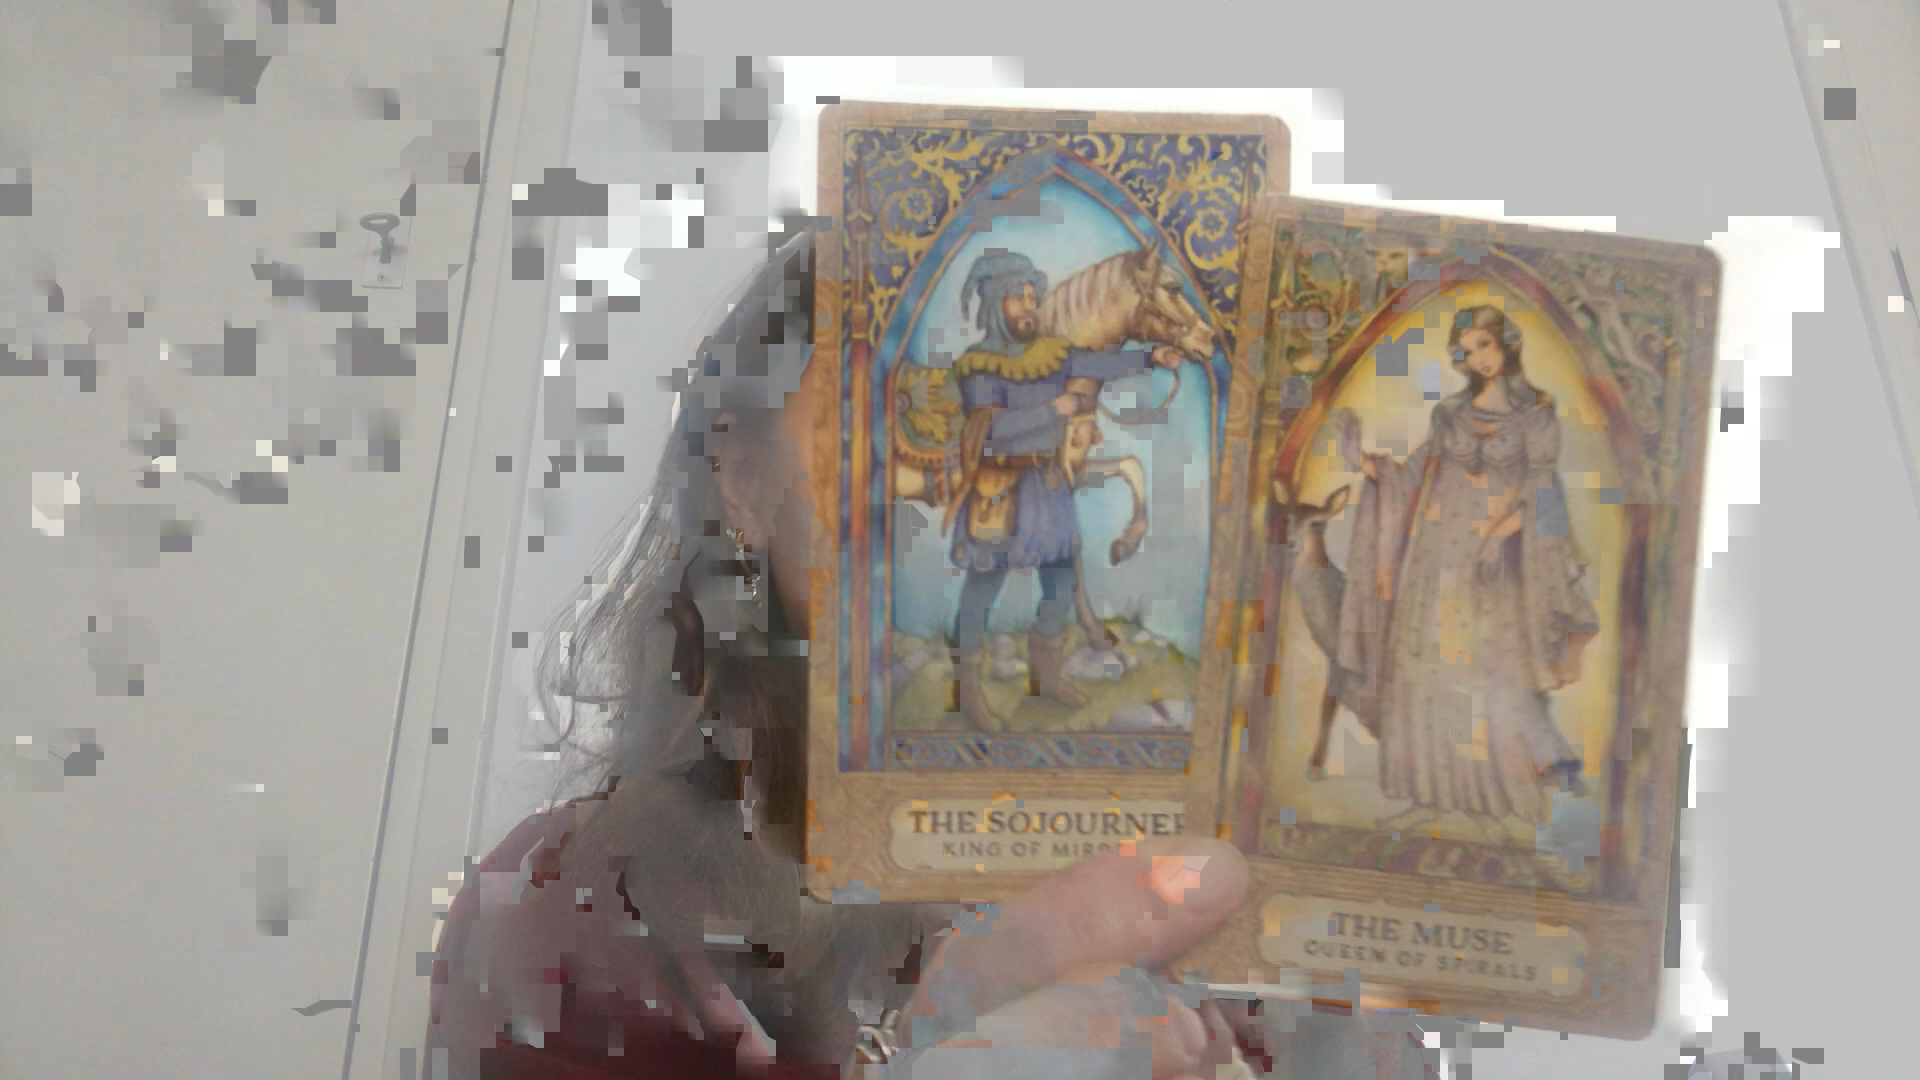 THE SOJOURNER
KING OF
THE MUSE
QUEEN OF SPIRALS